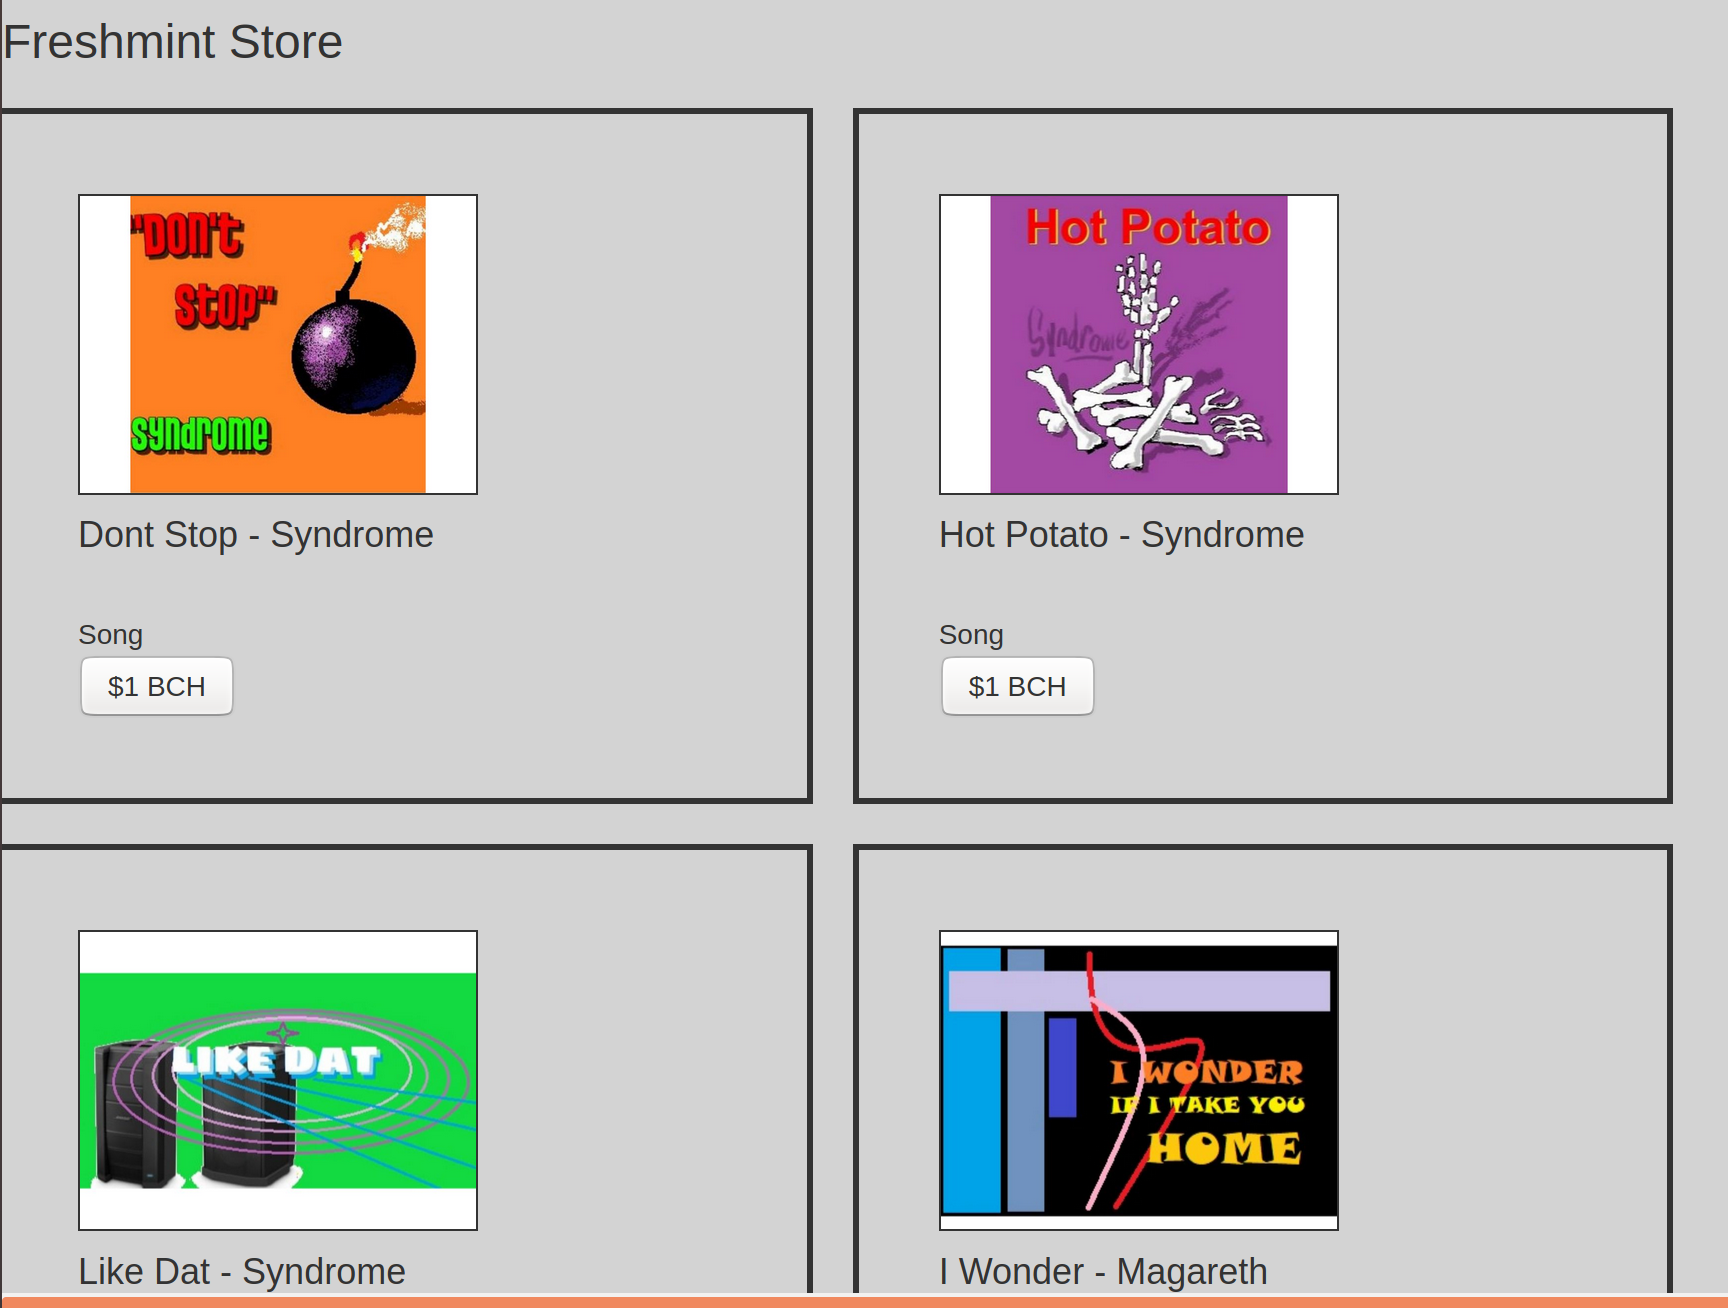 Freshmint Store
"Don't
Stop"
Syndrome
Dont Stop - Syndrome
Song
$1 BCH
Hot Potato
Syndrome
Hot Potato - Syndrome
Song
$1 BCH
LIKE DAT
Like Dat - Syndrome
I WONDER
IF I TAKE YOU
HOME
I Wonder - Magareth